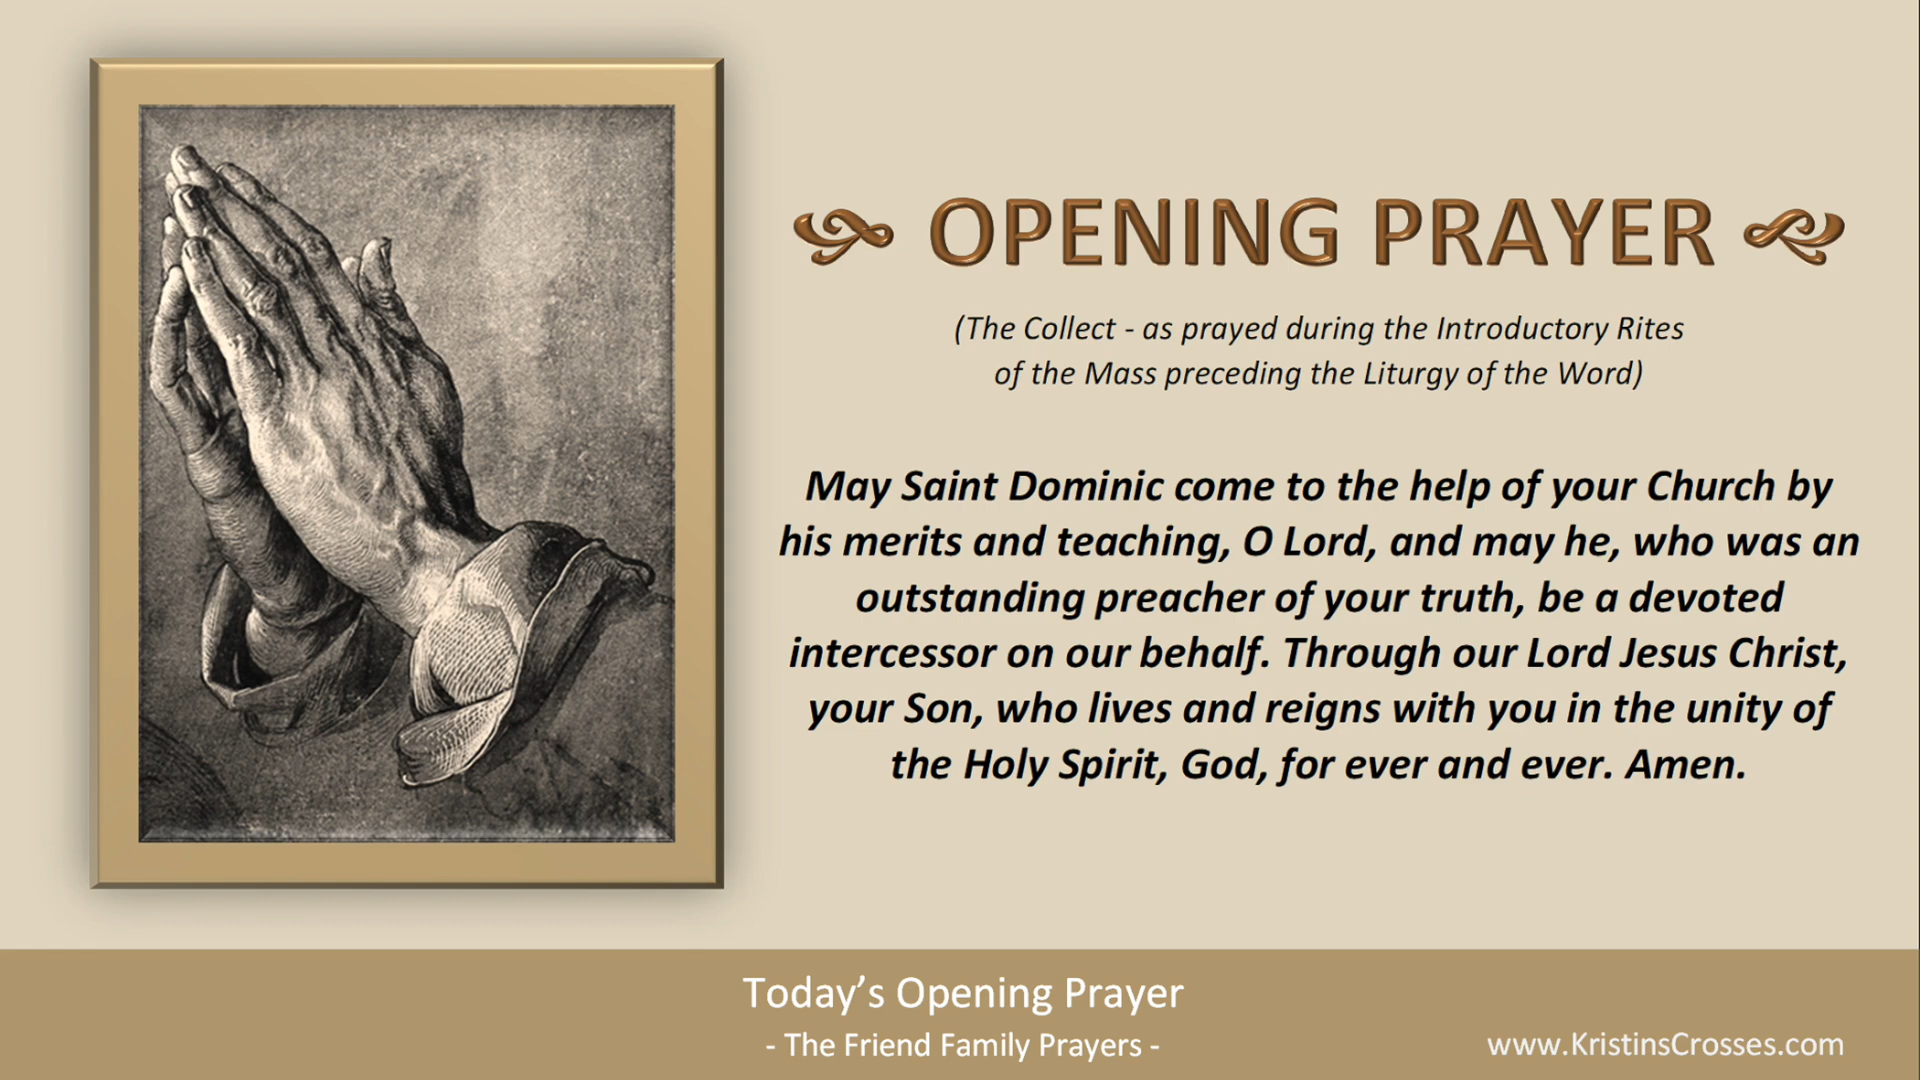 OPENING PRAYER
(The Collect - as prayed during the Introductory Rites
of the Mass preceding the Liturgy of the Word)
May Saint Dominic come to the help of your Church by
his merits and teaching, O Lord, and may he, who was an
outstanding preacher of your truth, be a devoted
intercessor on our behalf. Through our Lord Jesus Christ,
your Son, who lives and reigns with you in the unity of
the Holy Spirit, God, for ever and ever. Amen.
Today’s Opening Prayer
- The Friend Family Prayers -
www.KristinsCrosses.com